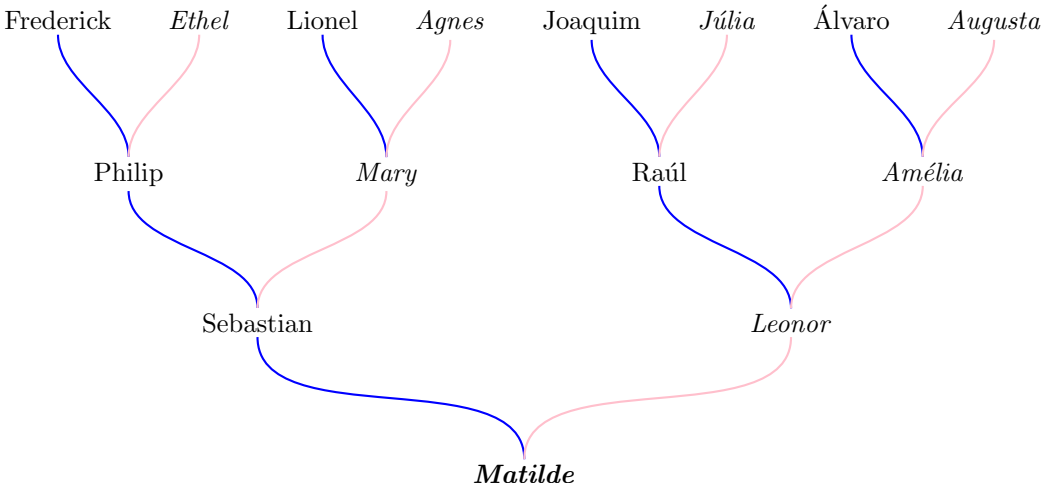 Frederick Ethel Lionel Agnes Joaquim Júlia Álvaro Augusta
Philip Mary Raúl Amélia
Sebastian Leonor
Matilde